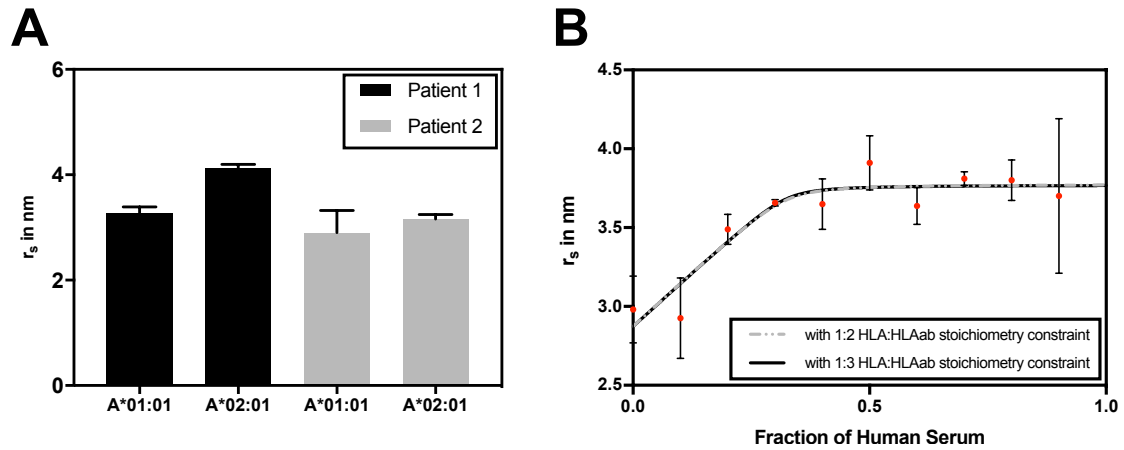 A
r_s in nm
6
4
2
0
Patient 1
Patient 2
A*01:01
A*02:01
A*01:01
A*02:01
B
r_s in nm
4.5
4.0
3.5
3.0
2.5
with 1:2 HLA:HLAab stoichiometry constraint
with 1:3 HLA:HLAab stoichiometry constraint
0.0
0.5
1.0
Fraction of Human Serum